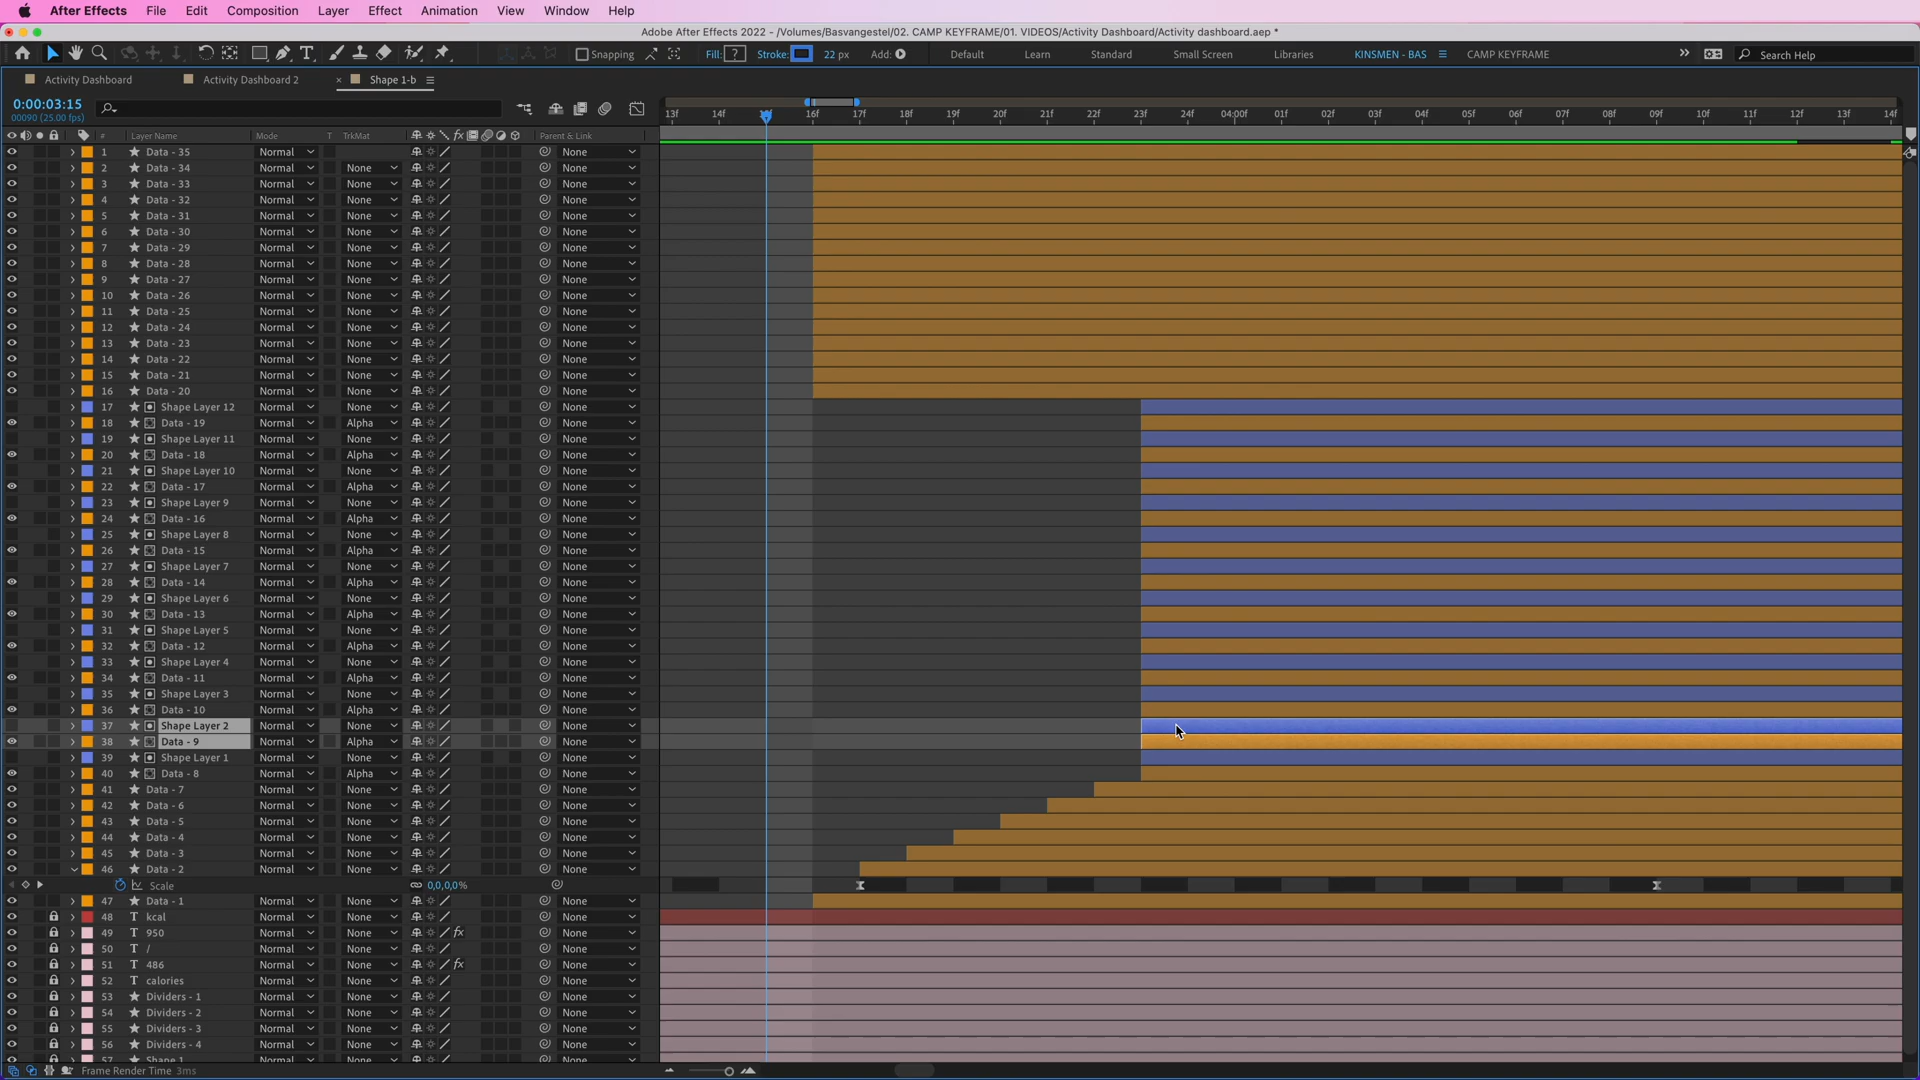 After Effects File Edit Composition Layer Effect Animation View Window Help
Adobe After Effects 2022 - /Volumes/Basvangestel/02. CAMP KEYFRAME/01. VIDEOS/Activity Dashboard/Activity dashboard.aep *
Snapping Fill: ? Stroke: 22 px Add: Default Learn Standard Small Screen Libraries KINSMEN - BAS CAMP KEYFRAME Search Help
Activity Dashboard Activity Dashboard 2 × Shape 1-b
0:00:03:15
00090 (25.00 fps)
13f 14f 15f 16f 17f 18f 19f 20f 21f 22f 23f 24f 04:00f 01f 02f 03f 04f 05f 06f 07f 08f 09f 10f 11f 12f 13f 14f
# Layer Name Mode T TrkMat fx Parent & Link
1 Data - 35 Normal None
2 Data - 34 Normal None None
3 Data - 33 Normal None None
4 Data - 32 Normal None None
5 Data - 31 Normal None None
6 Data - 30 Normal None None
7 Data - 29 Normal None None
8 Data - 28 Normal None None
9 Data - 27 Normal None None
10 Data - 26 Normal None None
11 Data - 25 Normal None None
12 Data - 24 Normal None None
13 Data - 23 Normal None None
14 Data - 22 Normal None None
15 Data - 21 Normal None None
16 Data - 20 Normal None None
17 Shape Layer 12 Normal None None
18 Data - 19 Normal Alpha None
19 Shape Layer 11 Normal None None
20 Data - 18 Normal Alpha None
21 Shape Layer 10 Normal None None
22 Data - 17 Normal Alpha None
23 Shape Layer 9 Normal None None
24 Data - 16 Normal Alpha None
25 Shape Layer 8 Normal None None
26 Data - 15 Normal Alpha None
27 Shape Layer 7 Normal None None
28 Data - 14 Normal Alpha None
29 Shape Layer 6 Normal None None
30 Data - 13 Normal Alpha None
31 Shape Layer 5 Normal None None
32 Data - 12 Normal Alpha None
33 Shape Layer 4 Normal None None
34 Data - 11 Normal Alpha None
35 Shape Layer 3 Normal None None
36 Data - 10 Normal Alpha None
37 Shape Layer 2 Normal None None
38 Data - 9 Normal Alpha None
39 Shape Layer 1 Normal None None
40 Data - 8 Normal Alpha None
41 Data - 7 Normal None None
42 Data - 6 Normal None None
43 Data - 5 Normal None None
44 Data - 4 Normal None None
45 Data - 3 Normal None None
46 Data - 2 Normal None None
Scale 0,0,0,0%
47 Data - 1 Normal None None
48 T kcal Normal None None
49 T 950 Normal None fx None
50 T / Normal None None
51 T 486 Normal None fx None
52 T calories Normal None None
53 Dividers - 1 Normal None None
54 Dividers - 2 Normal None None
55 Dividers - 3 Normal None None
56 Dividers - 4 Normal None None
57 Shape 1 Normal None None
Frame Render Time 3ms